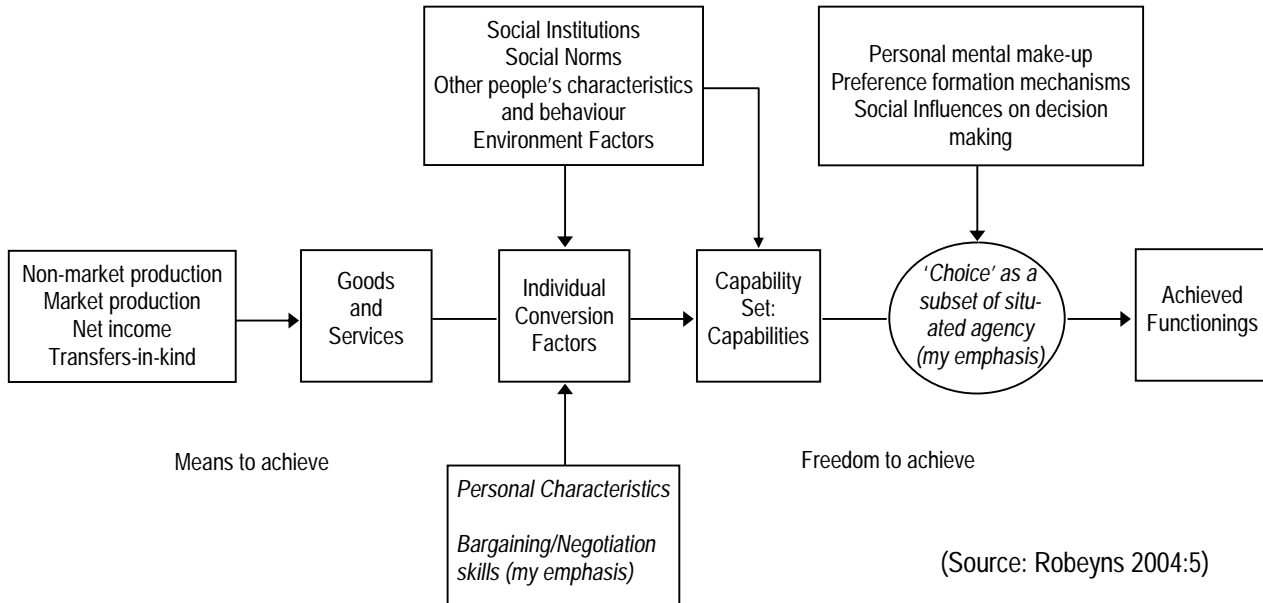 Social Institutions
Social Norms
Other people's characteristics
and behaviour
Environment Factors
Personal mental make-up
Preference formation mechanisms
Social Influences on decision
making
Non-market production
Market production
Net income
Transfers-in-kind
Goods
and
Services
Individual
Conversion
Factors
Capability
Set:
Capabilities
'Choice' as a
subset of situ-
ated agency
(my emphasis)
Achieved
Functionings
Means to achieve
Freedom to achieve
Personal Characteristics
Bargaining/Negotiation
skills (my emphasis)
(Source: Robeyns 2004:5)